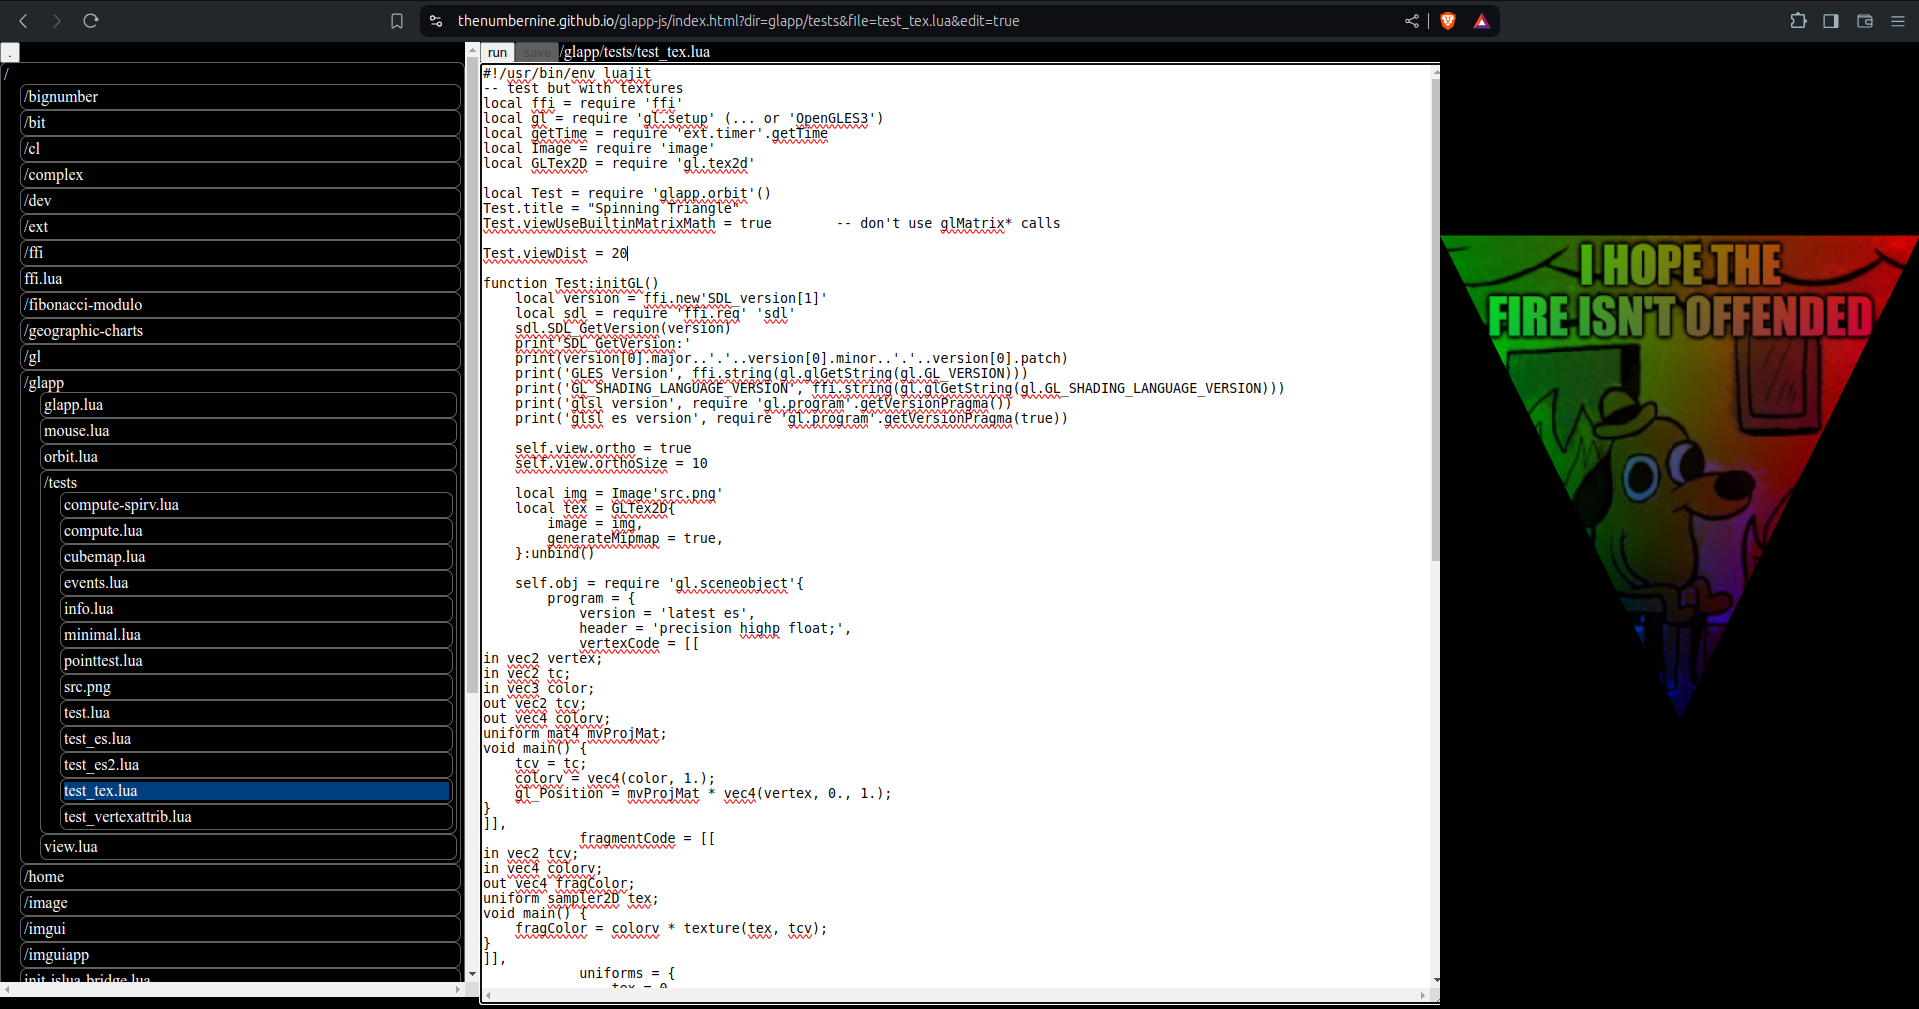 thenumbernine.github.io/glapp-js/index.html?dir=glapp/tests&file=test_tex.lua&edit=true
.
/
/bignumber
/bit
/cl
/complex
/dev
/ext
/ffi
ffi.lua
/fibonacci-modulo
/geographic-charts
/gl
/glapp
glapp.lua
mouse.lua
orbit.lua
/tests
compute-spirv.lua
compute.lua
cubemap.lua
events.lua
info.lua
minimal.lua
pointtest.lua
src.png
test.lua
test_es.lua
test_es2.lua
test_tex.lua
test_vertexattrib.lua
view.lua
/home
/image
/imgui
/imguiapp
init-jslua-bridge.lua
run save /glapp/tests/test_tex.lua
#!/usr/bin/env luajit
-- test but with textures
local ffi = require 'ffi'
local gl = require 'gl.setup' (... or 'OpenGLES3')
local getTime = require 'ext.timer'.getTime
local Image = require 'image'
local GLTex2D = require 'gl.tex2d'
local Test = require 'glapp.orbit'()
Test.title = "Spinning Triangle"
Test.viewUseBuiltinMatrixMath = true -- don't use glMatrix* calls
Test.viewDist = 20
function Test:initGL()
local version = ffi.new'SDL_version[1]'
local sdl = require 'ffi.req' 'sdl'
sdl.SDL_GetVersion(version)
print'SDL_GetVersion:'
print(version[0].major..'.'..version[0].minor..'.'..version[0].patch)
print('GLES Version', ffi.string(gl.glGetString(gl.GL_VERSION)))
print('GL_SHADING_LANGUAGE_VERSION', ffi.string(gl.glGetString(gl.GL_SHADING_LANGUAGE_VERSION)))
print('glsl version', require 'gl.program'.getVersionPragma())
print('glsl es version', require 'gl.program'.getVersionPragma(true))
self.view.ortho = true
self.view.orthoSize = 10
local img = Image'src.png'
local tex = GLTex2D{
image = img,
generateMipmap = true,
}:unbind()
self.obj = require 'gl.sceneobject'{
program = {
version = 'latest es',
header = 'precision highp float;',
vertexCode = [[
in vec2 vertex;
in vec2 tc;
in vec3 color;
out vec2 tcv;
out vec4 colorv;
uniform mat4 mvProjMat;
void main() {
tcv = tc;
colorv = vec4(color, 1.);
gl_Position = mvProjMat * vec4(vertex, 0., 1.);
}
]],
fragmentCode = [[
in vec2 tcv;
in vec4 colorv;
out vec4 fragColor;
uniform sampler2D tex;
void main() {
fragColor = colorv * texture(tex, tcv);
}
]],
uniforms = {
tex = 0
I HOPE THE
FIRE ISN'T OFFENDED